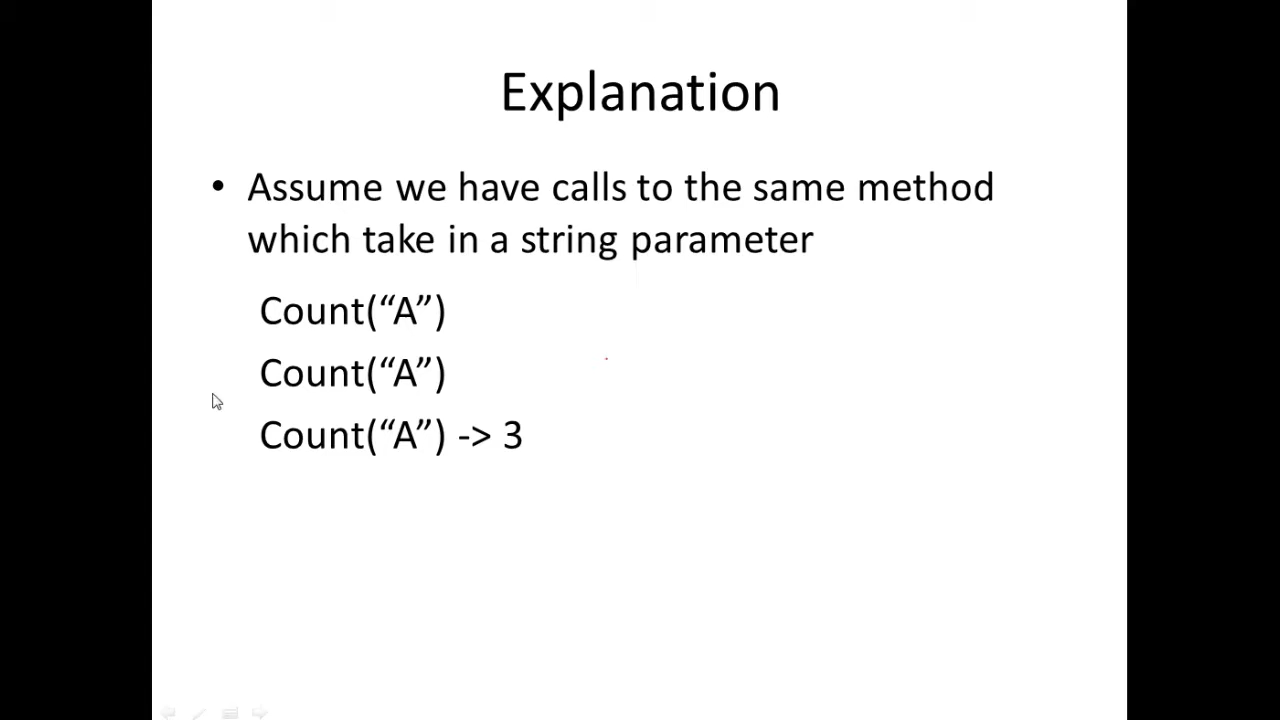 Explanation
• Assume we have calls to the same method
which take in a string parameter
Count(“A”)
Count(“A”)
Count(“A”) -> 3